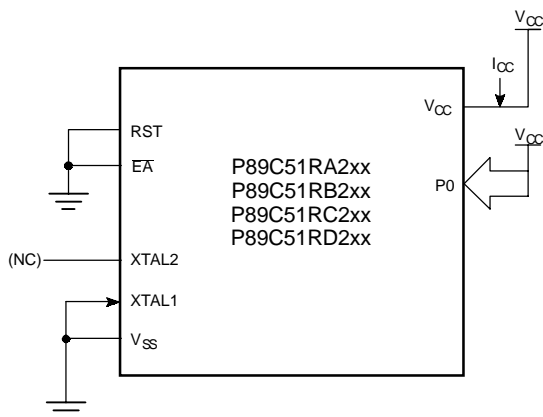 VCC
ICC
VCC
VCC
RST
EA
P89C51RA2xx
P89C51RB2xx
P89C51RC2xx
P89C51RD2xx
P0
(NC)
XTAL2
XTAL1
VSS